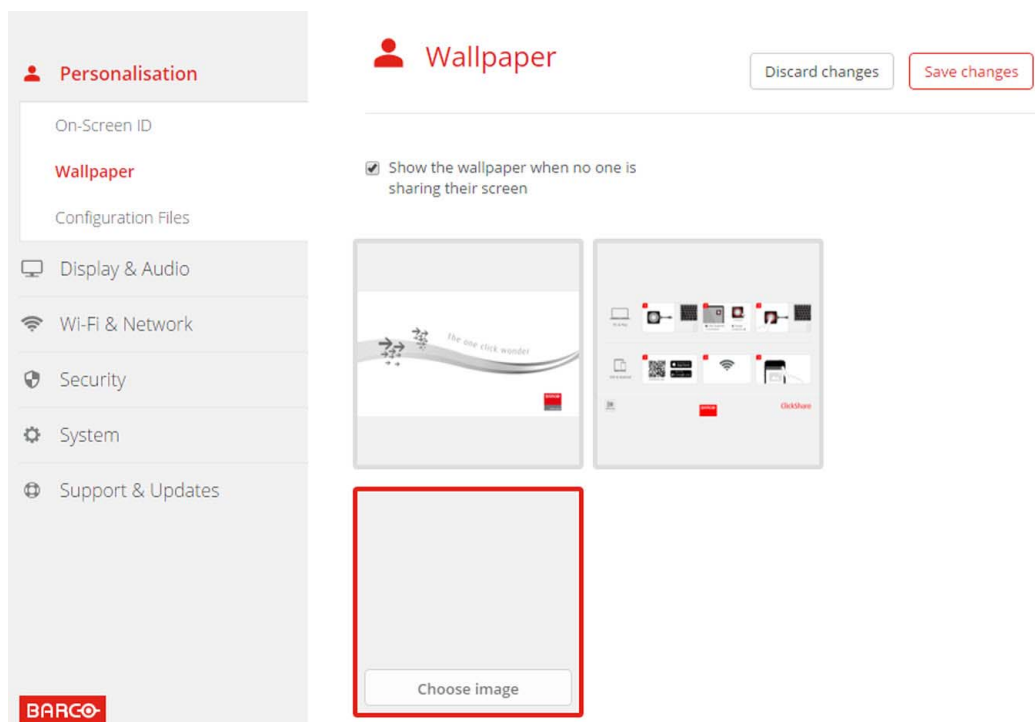 Personalisation
On-Screen ID
Wallpaper
Configuration Files
Display & Audio
Wi-Fi & Network
Security
System
Support & Updates
BARCO
Wallpaper
Discard changes
Save changes
Show the wallpaper when no one is
sharing their screen
The one click wonder
ClickShare
Choose image